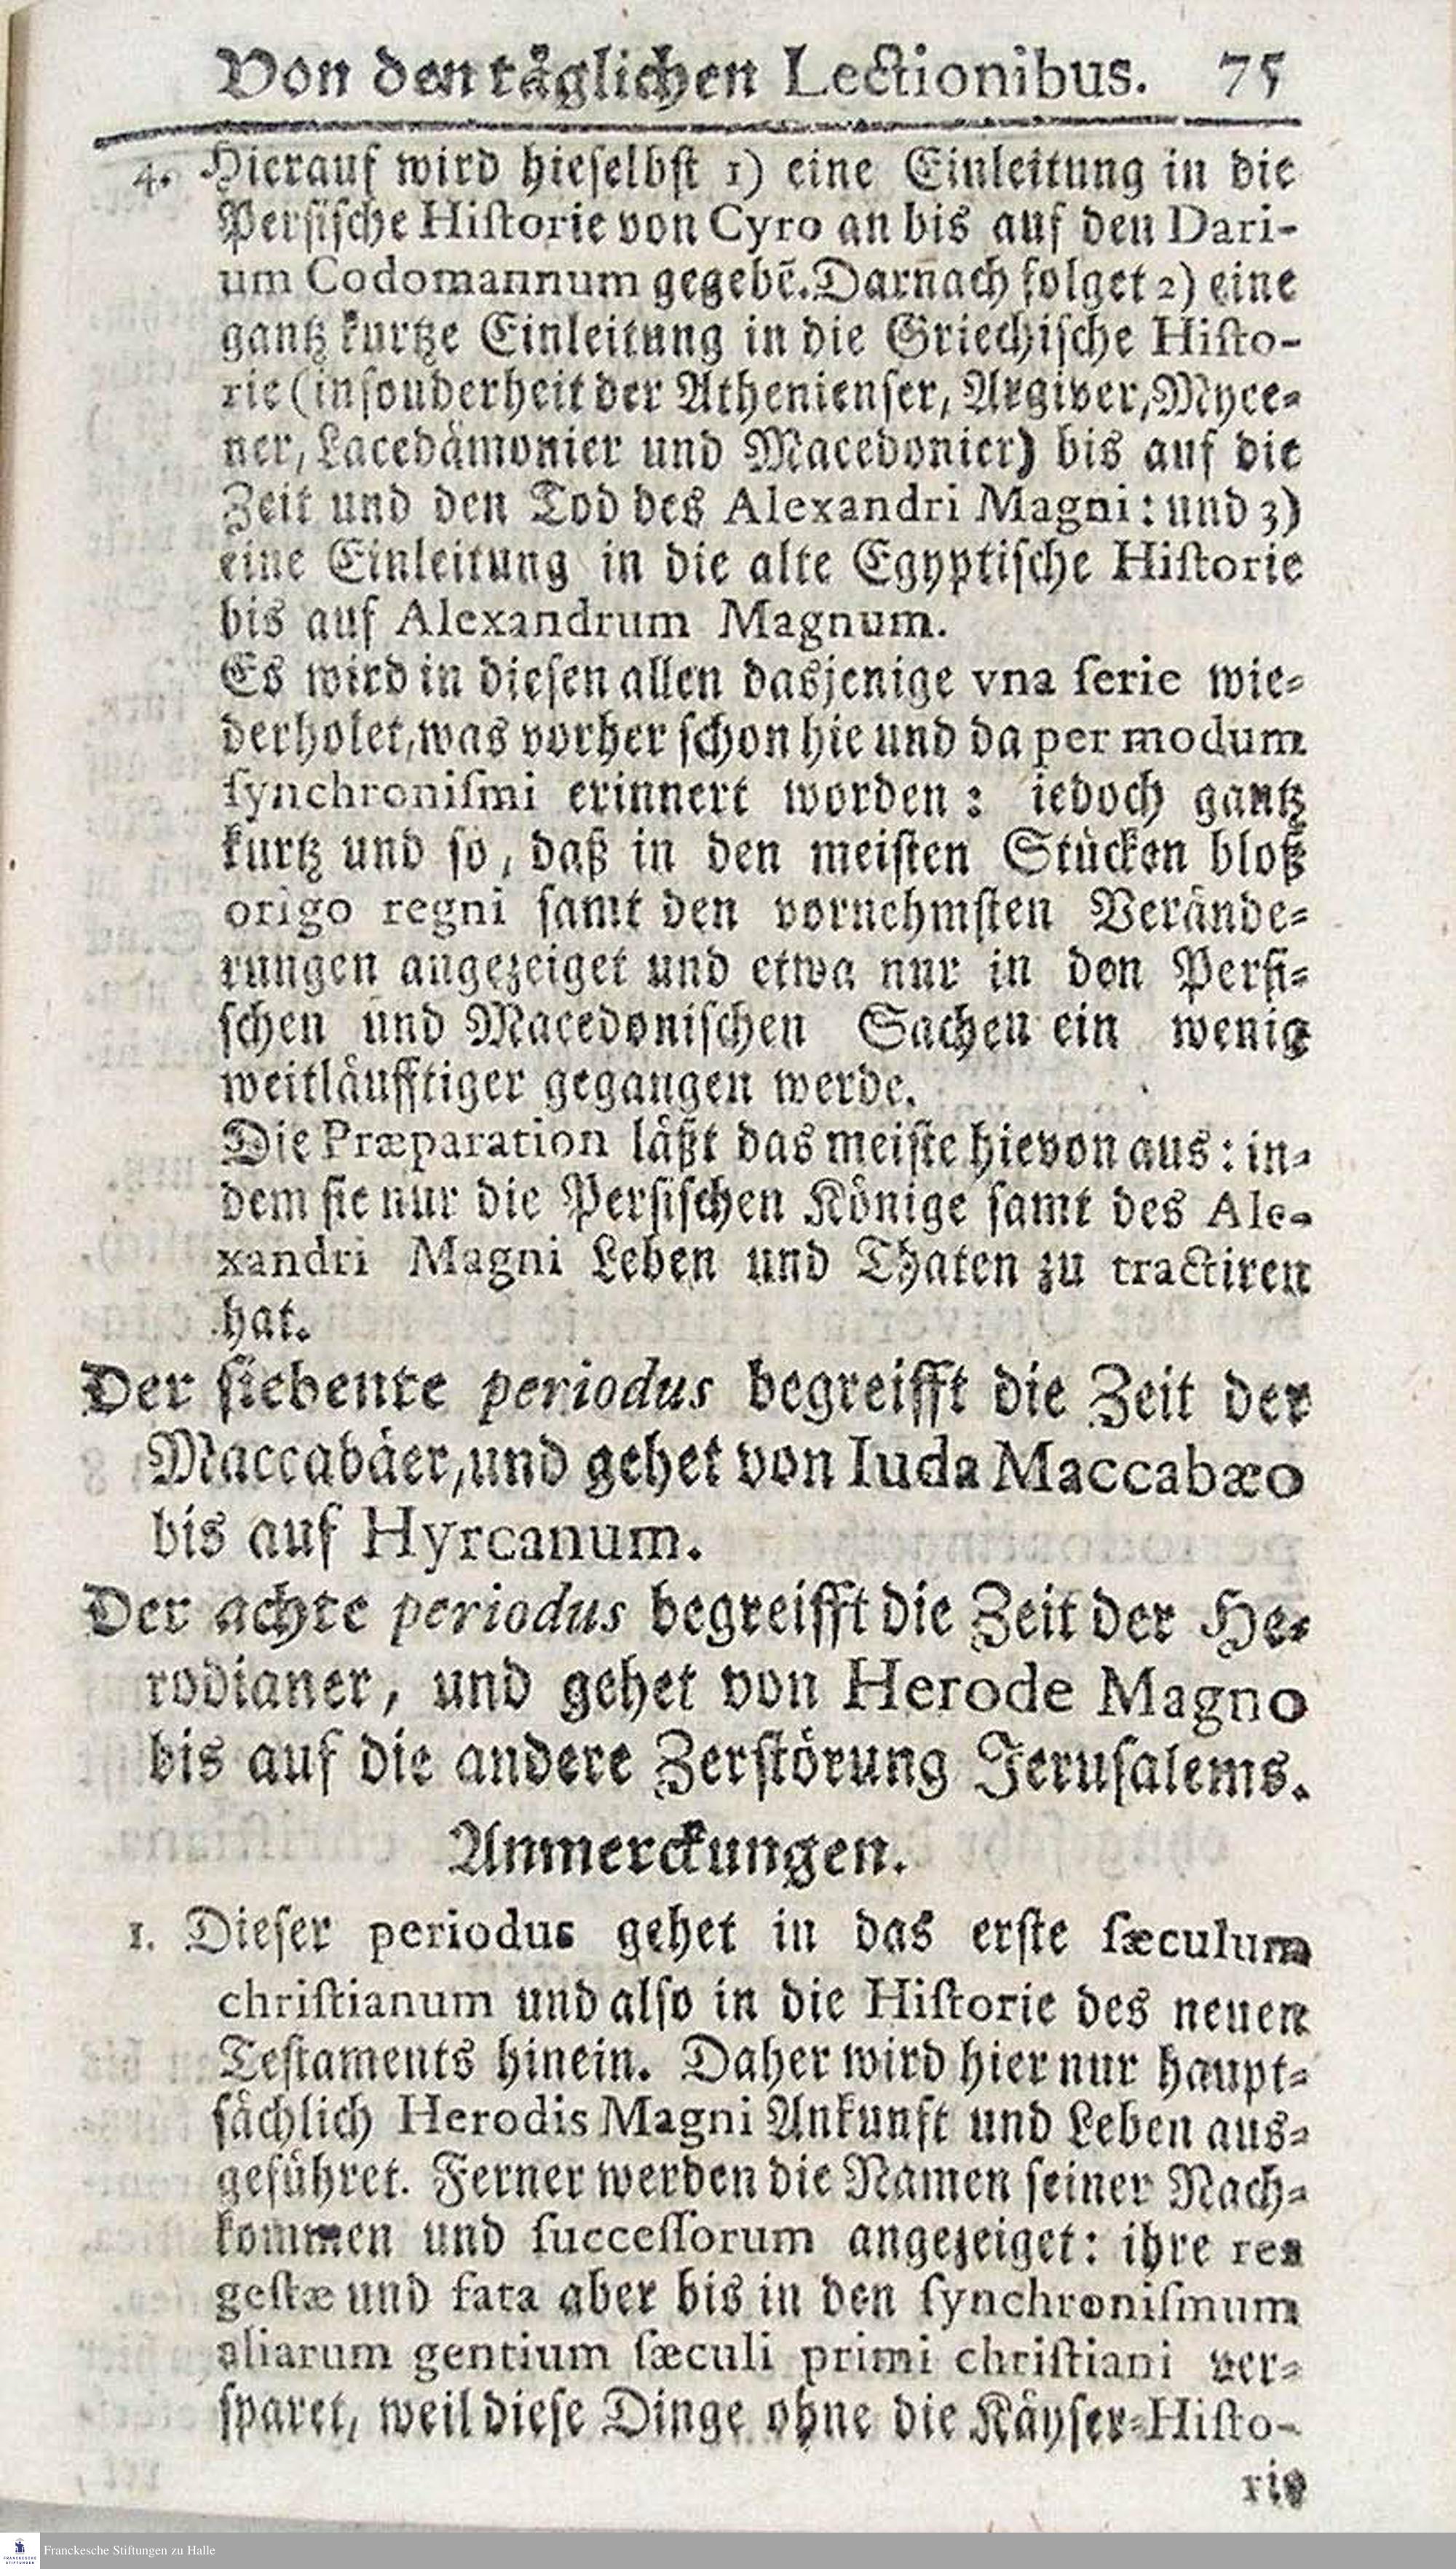 Von den täglichen Lectionibus. 75
4. Hierauf wird hieſelbſt 1) eine Einleitung in die
Perſiſche Hiſtorie von Cyro an bis auf den Dari-
um Codomannum gegebē. Darnach folget 2) eine
gantz kurtze Einleitung in die Griechiſche Hiſto-
rie (inſonderheit der Athenienſer, Argiver, Myce-
ner, Lacedämonier und Macedonier) bis auf die
Zeit und den Tod des Alexandri Magni: und 3)
eine Einleitung in die alte Egyptiſche Hiſtorie
bis auf Alexandrum Magnum.
Es wird in dieſen allen dasjenige vna ſerie wie-
derholet, was vorher ſchon hie und da per modum
ſynchroniſmi erinnert worden: iedoch gantz
kurtz und ſo, daß in den meiſten Stücken bloß
origo regni ſamt den vornehmſten Verände-
rungen angezeiget und etwa nur in den Perſi-
ſchen und Macedoniſchen Sachen ein wenig
weitläufftiger gegangen werde.
Die Præparation läßt das meiſte hievon aus: in-
dem ſie nur die Perſiſchen Könige ſamt des Ale-
xandri Magni Leben und Thaten zu tractiren
hat.
Der ſiebente periodus begreifft die Zeit der
Maccabäer, und gehet von Iuda Maccabæo
bis auf Hyrcanum.
Der achte periodus begreifft die Zeit der He-
rodianer, und gehet von Herode Magno
bis auf die andere Zerſtörung Jeruſalems.
Anmerckungen.
1. Dieſer periodus gehet in das erſte ſæculum
chriſtianum und alſo in die Hiſtorie des neuen
Teſtaments hinein. Daher wird hier nur haupt-
ſächlich Herodis Magni Ankunft und Leben aus-
geführet. Ferner werden die Namen ſeiner Nach-
kommen und ſucceſſorum angezeiget: ihre res
geſtæ und fata aber bis in den ſynchroniſmum
aliarum gentium ſæculi primi chriſtiani ver-
ſparet, weil dieſe Dinge ohne die Käyſer-Hiſto-
rie
Franckesche Stiftungen zu Halle